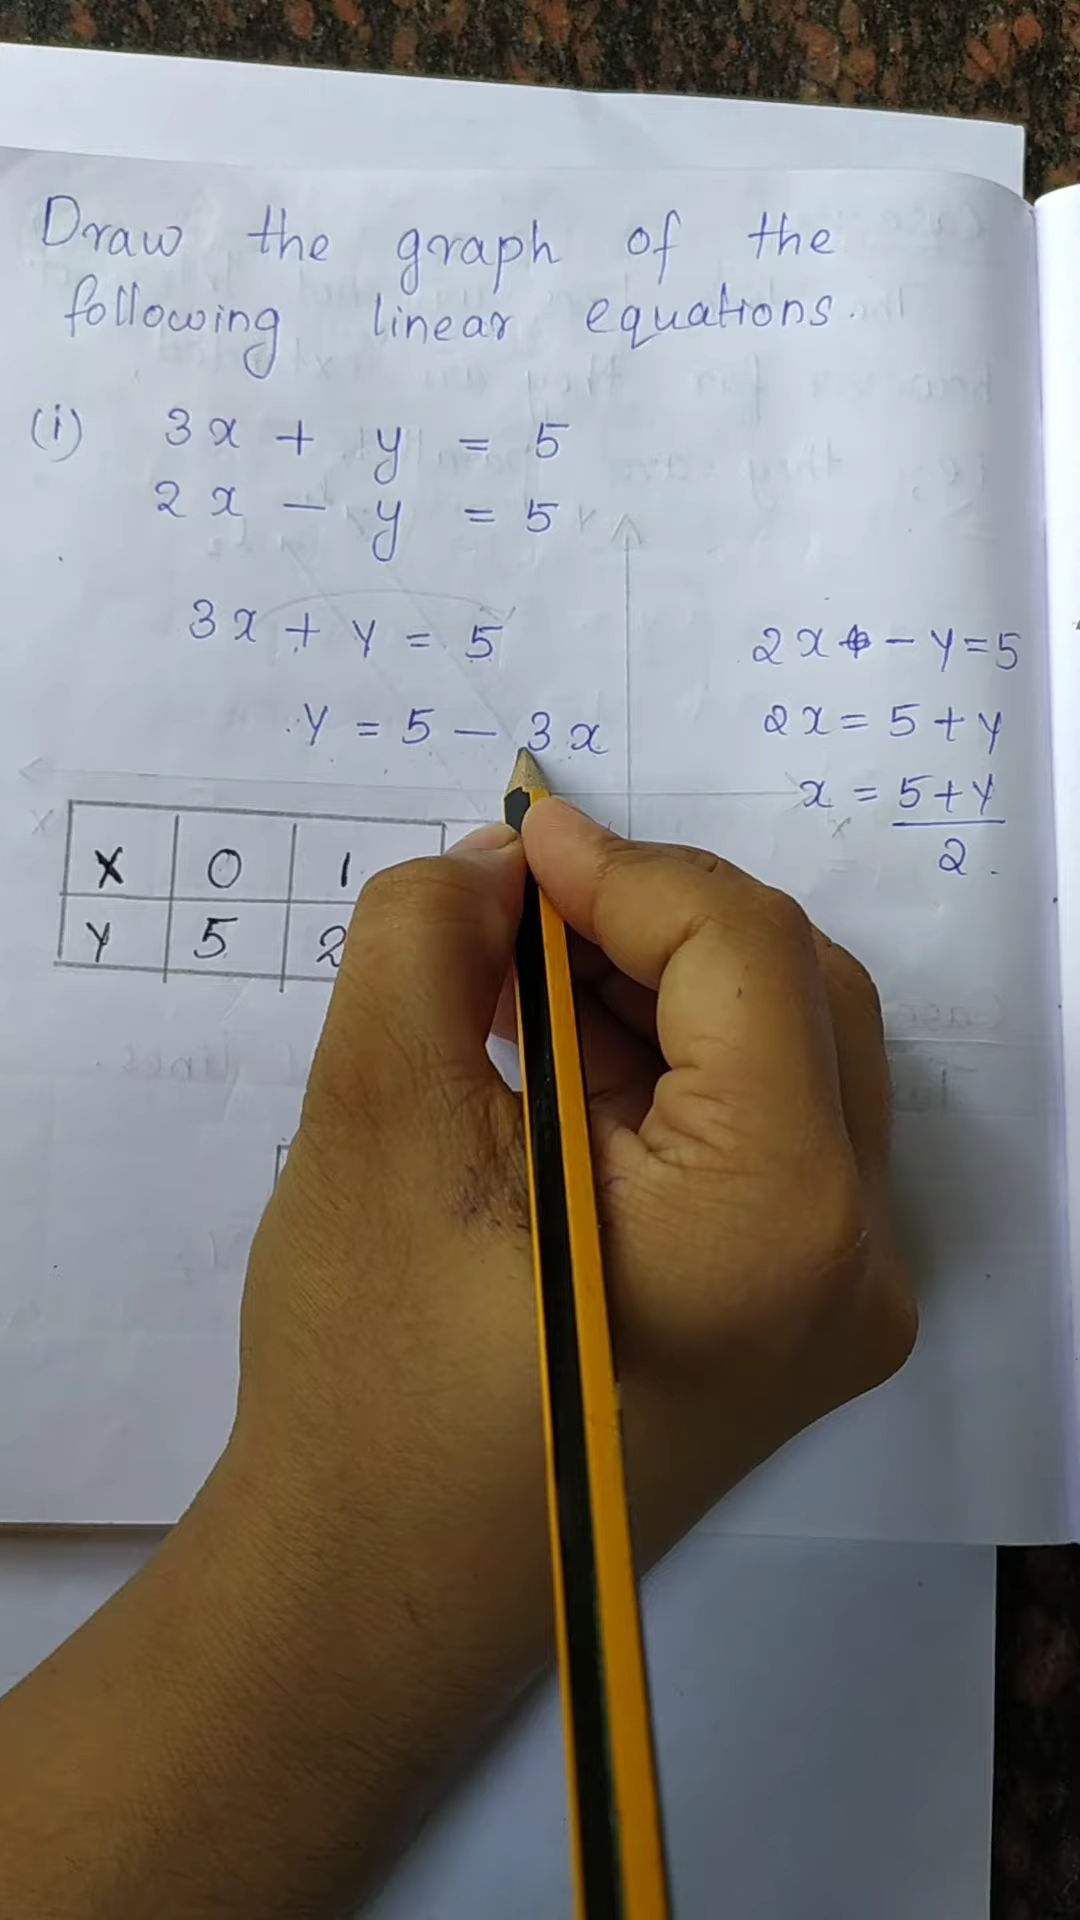 Draw the graph of the
following linear equations.
(i) 3x + y = 5
2x - y = 5
3x + y = 5
y = 5 - 3x
X 0 1
Y 5 2
2x - y = 5
2x = 5 + y
x = 5 + y
2.
Y
X
X